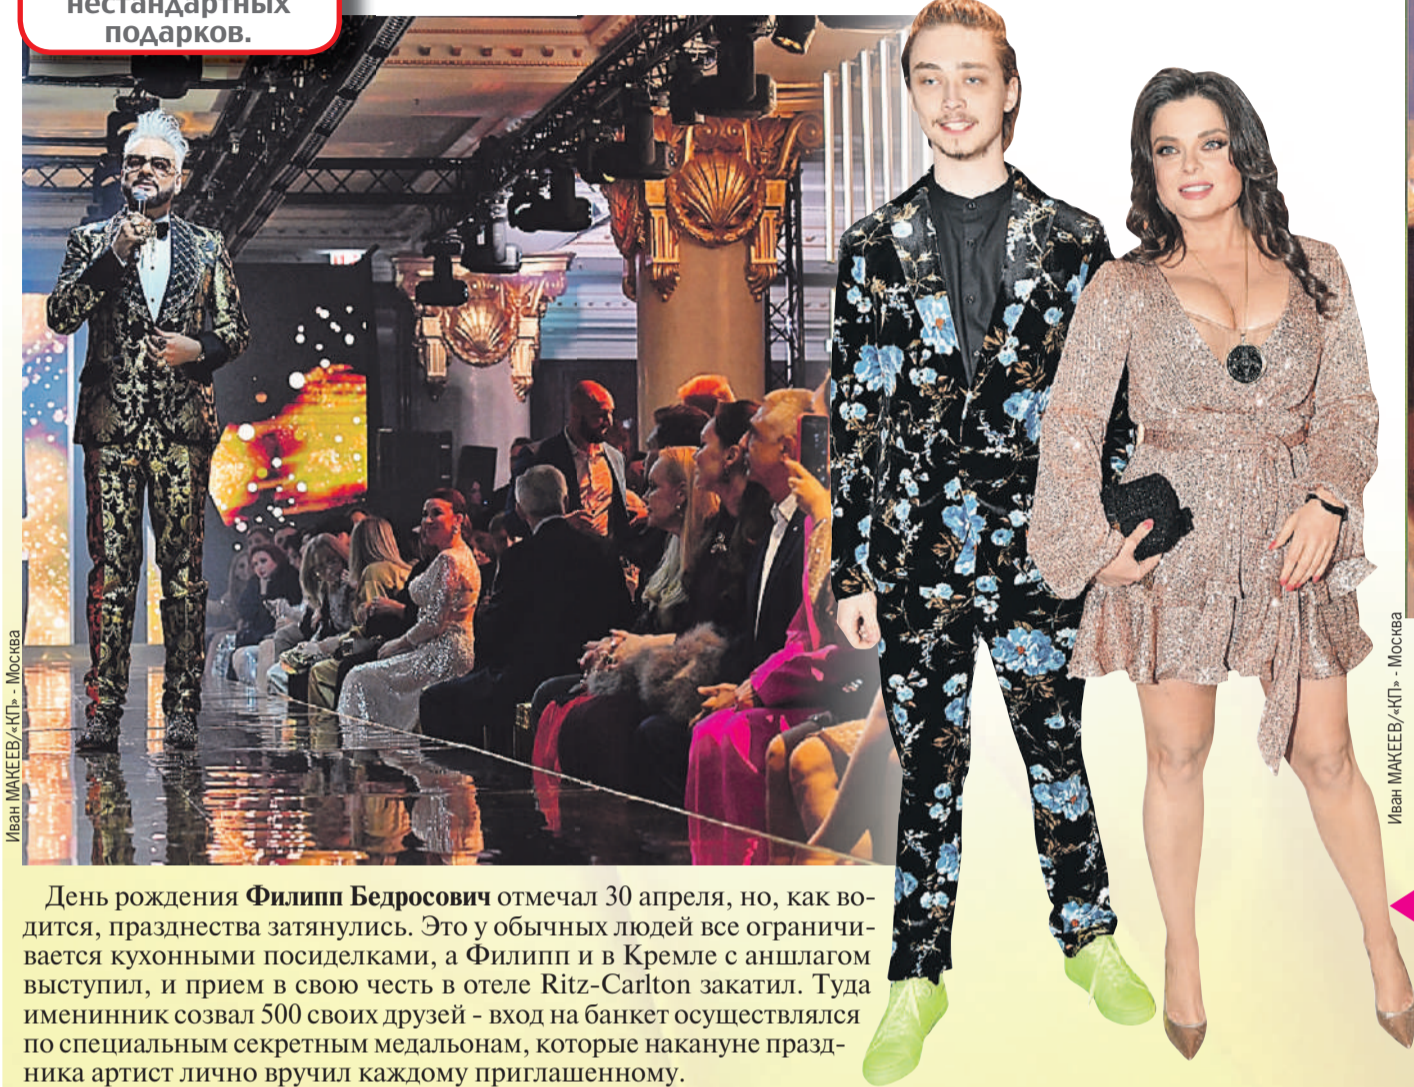 нестандартных
подарков.
Иван МАКЕЕВ/«КП» - Москва
Иван МАКЕЕВ/«КП» - Москва
День рождения Филипп Бедросович отмечал 30 апреля, но, как во-
дится, празднества затянулись. Это у обычных людей все ограничи-
вается кухонными посиделками, а Филипп и в Кремле с аншлагом
выступил, и прием в свою честь в отеле Ritz-Carlton закатил. Туда
именинник созвал 500 своих друзей - вход на банкет осуществлялся
по специальным секретным медальонам, которые накануне празд-
ника артист лично вручил каждому приглашенному.